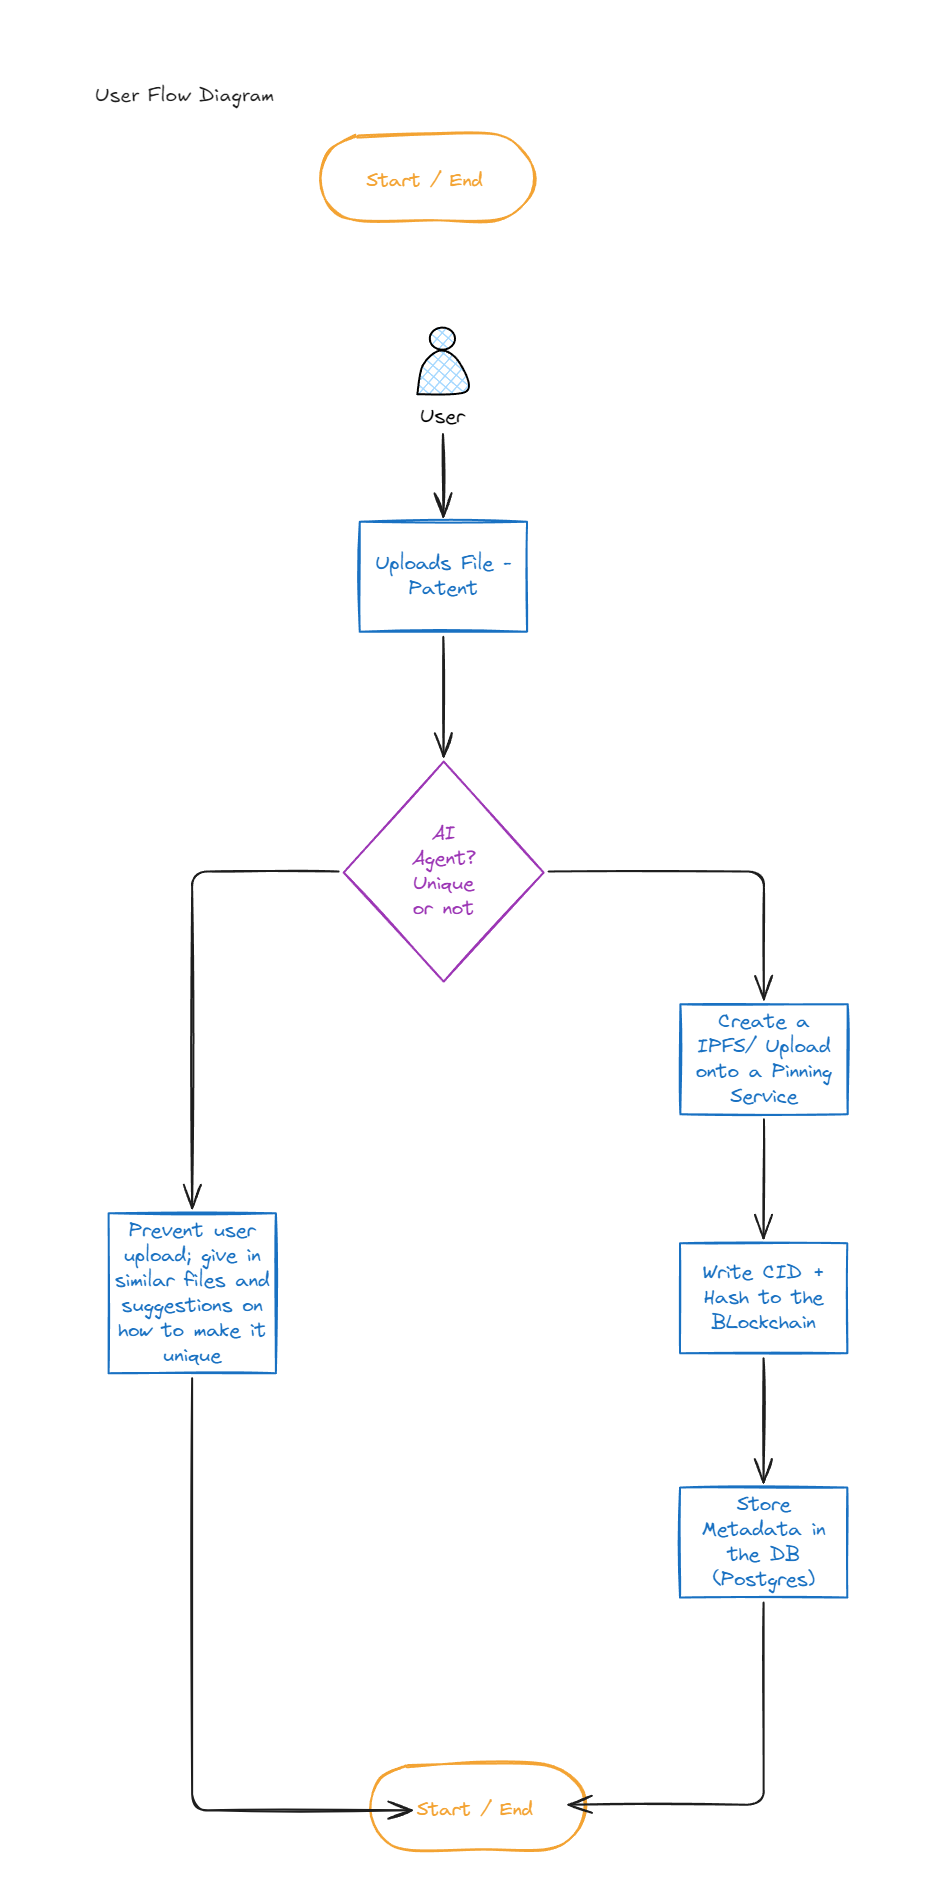 User Flow Diagram
Start / End
User
Uploads File -
Patent
AI
Agent?
Unique
or not
Create a
IPFS/ Upload
onto a Pinning
Service
Prevent user
upload; give in
similar files and
suggestions on
how to make it
unique
Write CID +
Hash to the
BLockchain
Store
Metadata in
the DB
(Postgres)
Start / End